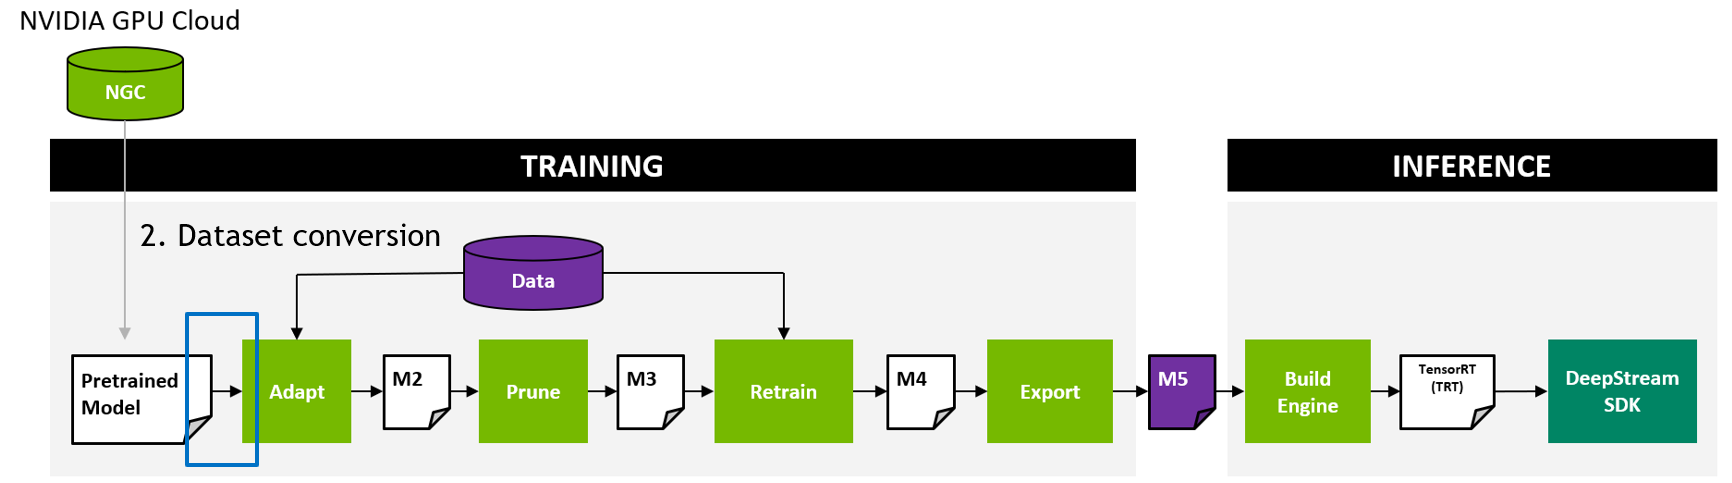 NVIDIA GPU Cloud
NGC
TRAINING
INFERENCE
2. Dataset conversion
Data
Pretrained
Model
Adapt
M2
Prune
M3
Retrain
M4
Export
M5
Build
Engine
TensorRT
(TRT)
DeepStream
SDK